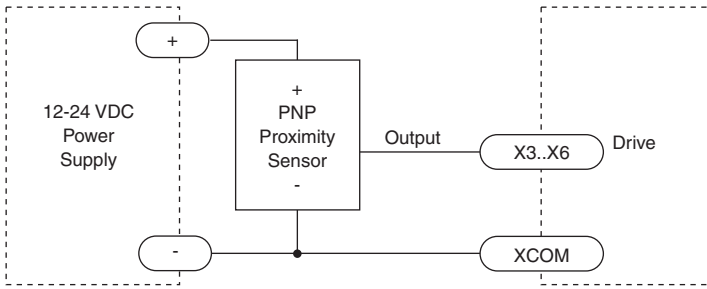 +
12-24 VDC
Power
Supply
-
+
PNP
Proximity
Sensor
-
Output
X3..X6
Drive
XCOM